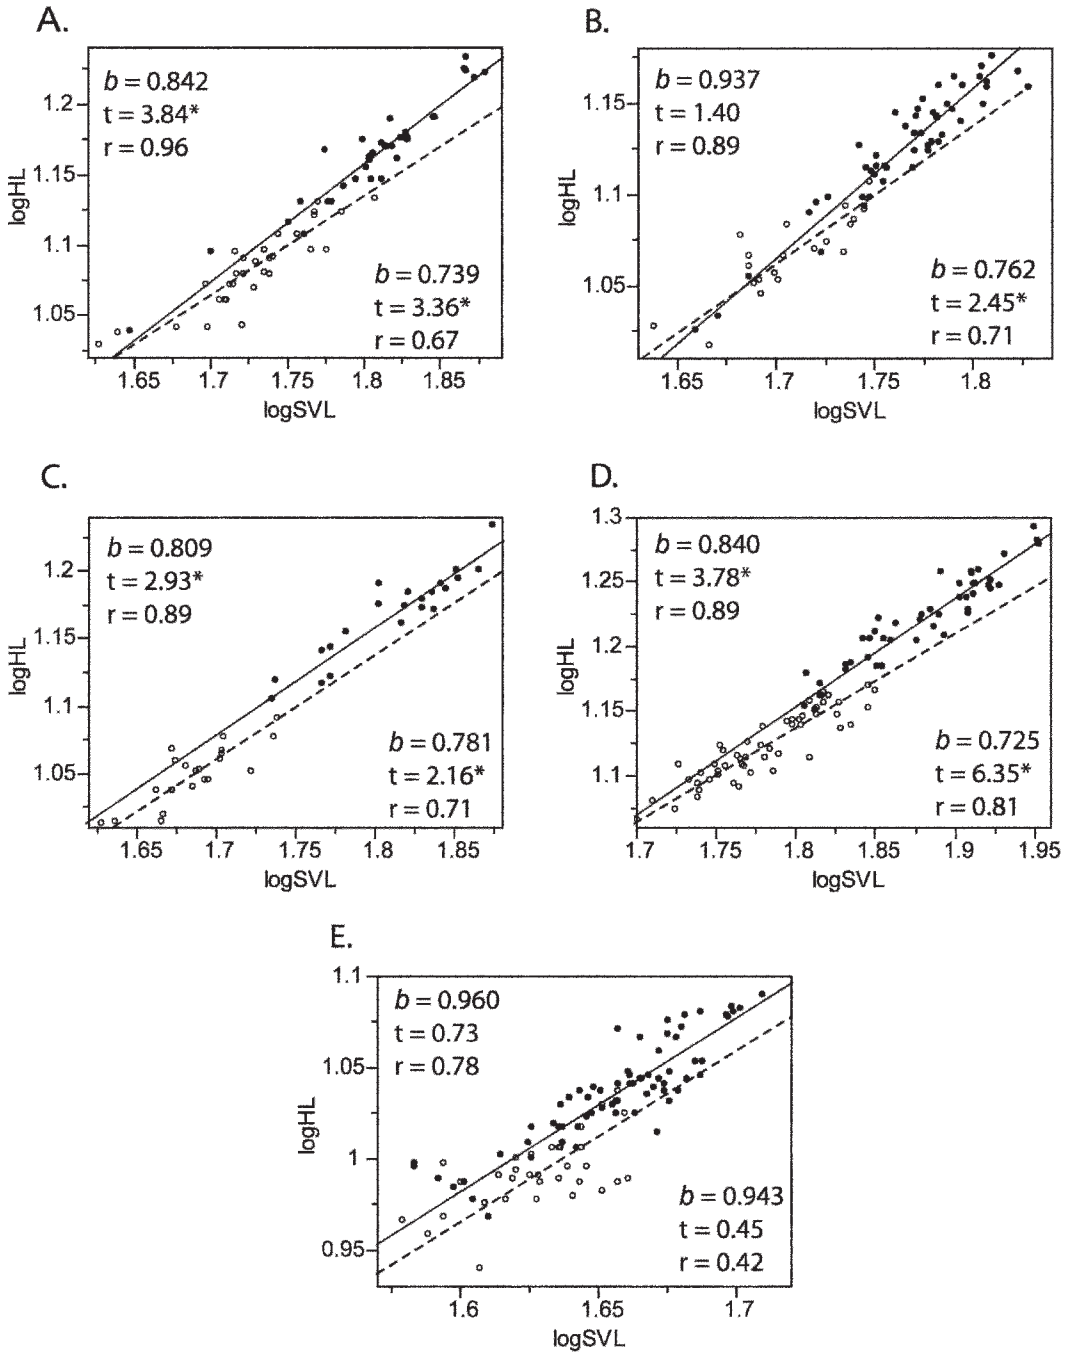 A.
b = 0.842
t = 3.84*
r = 0.96
1.2
1.15
1.1
1.05
logHL
b = 0.739
t = 3.36*
r = 0.67
1.65
1.7
1.75
1.8
1.85
logSVL
B.
b = 0.937
t = 1.40
r = 0.89
1.15
1.1
1.05
logHL
b = 0.762
t = 2.45*
r = 0.71
1.65
1.7
1.75
1.8
logSVL
C.
b = 0.809
t = 2.93*
r = 0.89
1.2
1.15
1.1
1.05
logHL
b = 0.781
t = 2.16*
r = 0.71
1.65
1.7
1.75
1.8
1.85
logSVL
D.
1.3
b = 0.840
t = 3.78*
r = 0.89
1.25
1.2
1.15
1.1
logHL
b = 0.725
t = 6.35*
r = 0.81
1.7
1.75
1.8
1.85
1.9
1.95
logSVL
E.
1.1
b = 0.960
t = 0.73
r = 0.78
1.05
1
0.95
logHL
b = 0.943
t = 0.45
r = 0.42
1.6
1.65
1.7
logSVL